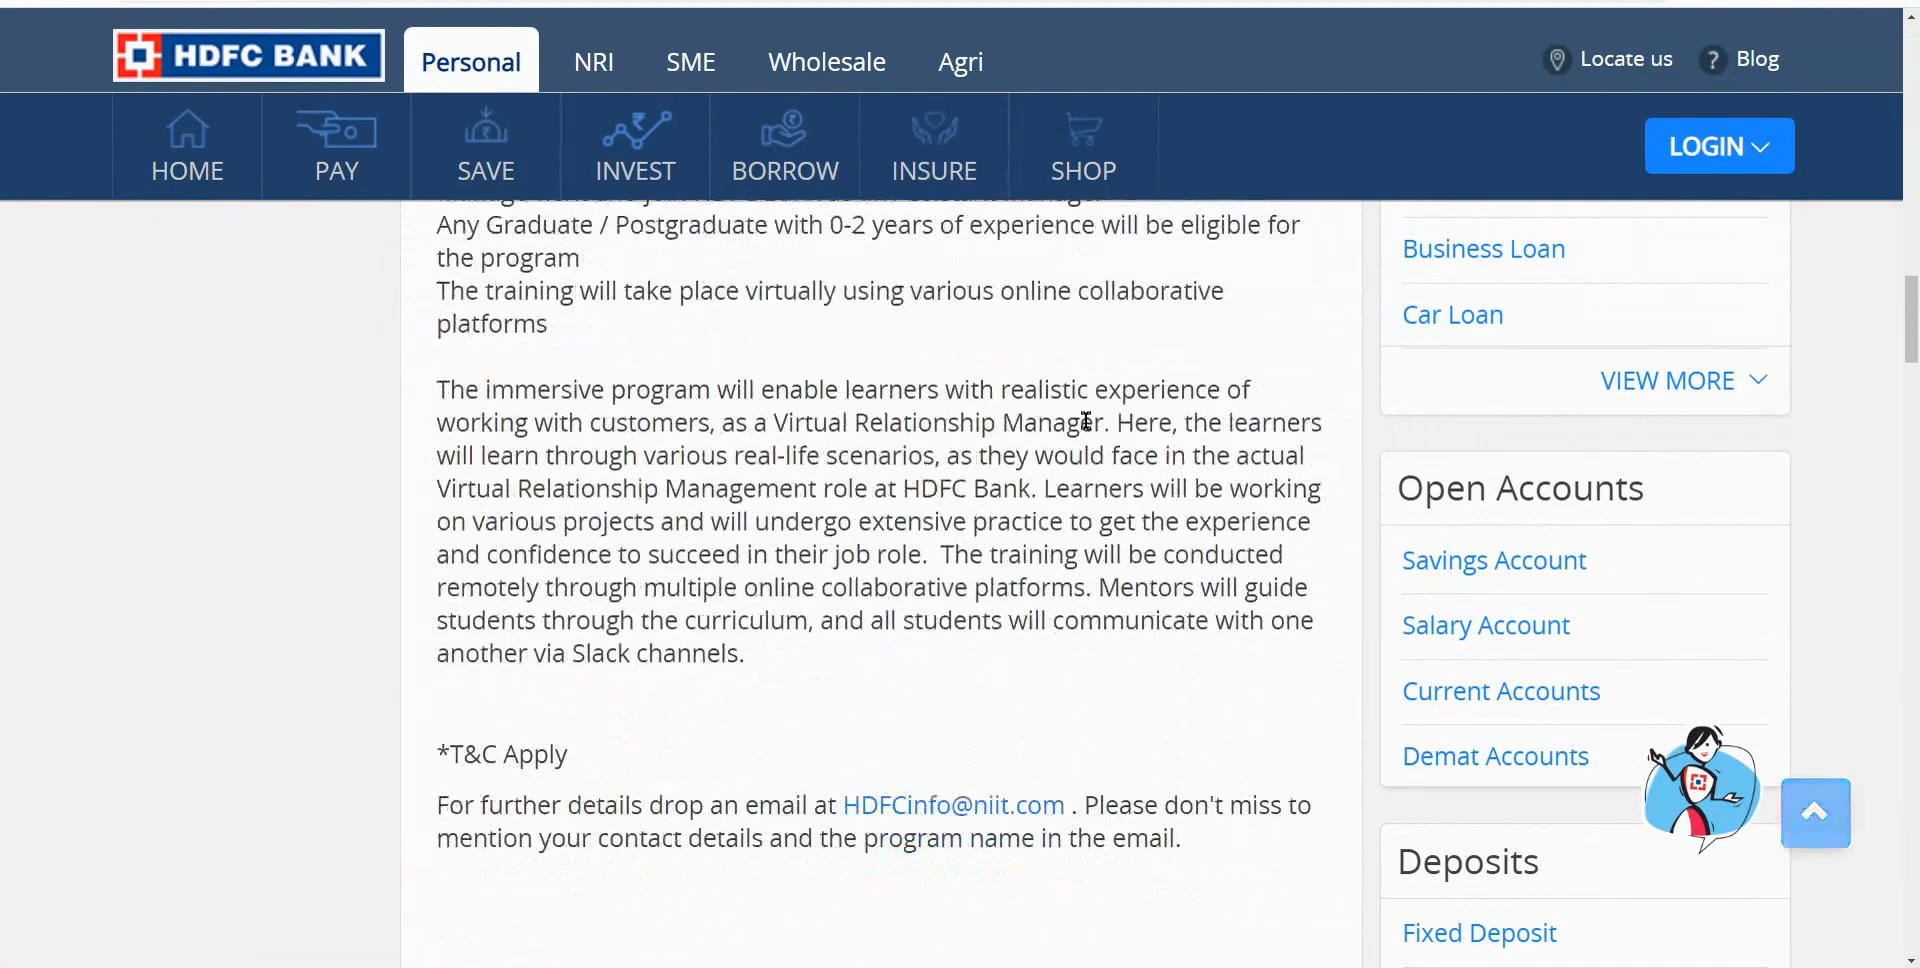 HDFC BANK
Personal
NRI
SME
Wholesale
Agri
Locate us
? Blog
HOME
PAY
SAVE
INVEST
BORROW
INSURE
SHOP
LOGIN
Any Graduate / Postgraduate with 0-2 years of experience will be eligible for
the program
The training will take place virtually using various online collaborative
platforms
The immersive program will enable learners with realistic experience of
working with customers, as a Virtual Relationship Manager. Here, the learners
will learn through various real-life scenarios, as they would face in the actual
Virtual Relationship Management role at HDFC Bank. Learners will be working
on various projects and will undergo extensive practice to get the experience
and confidence to succeed in their job role.  The training will be conducted
remotely through multiple online collaborative platforms. Mentors will guide
students through the curriculum, and all students will communicate with one
another via Slack channels.
*T&C Apply
For further details drop an email at HDFCinfo@niit.com . Please don't miss to
mention your contact details and the program name in the email.
Business Loan
Car Loan
VIEW MORE
Open Accounts
Savings Account
Salary Account
Current Accounts
Demat Accounts
Deposits
Fixed Deposit